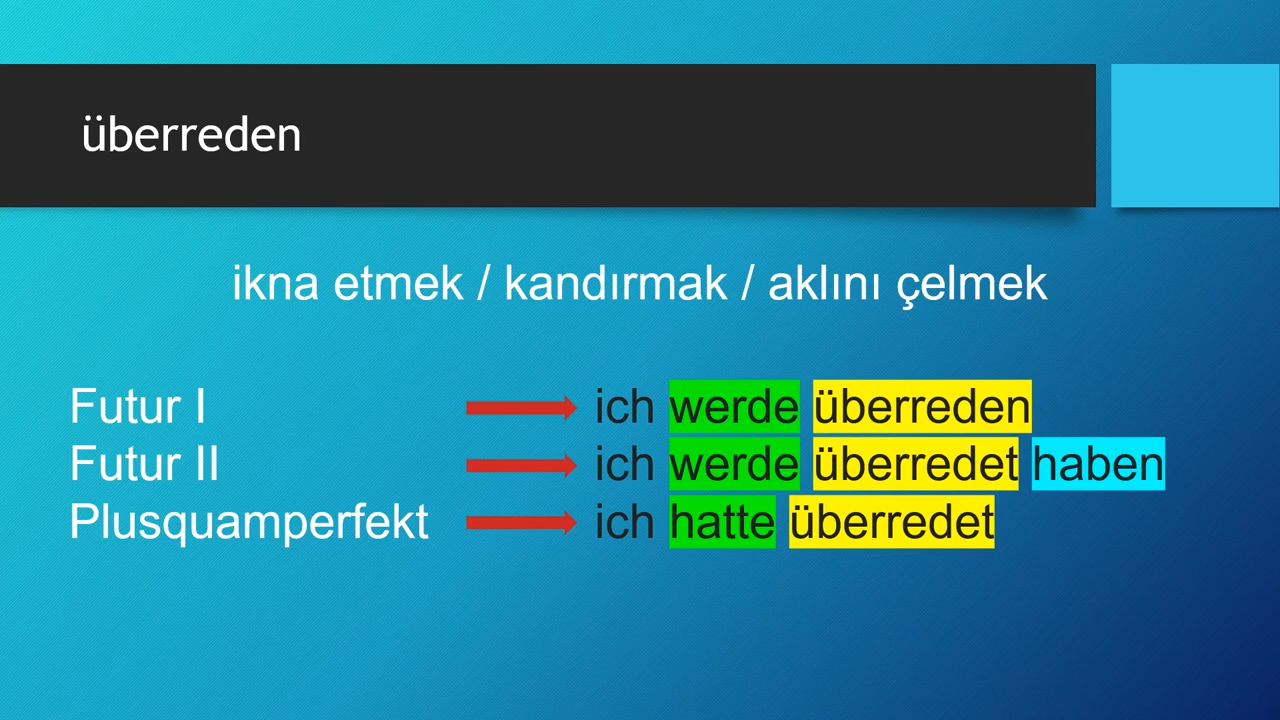 überreden
ikna etmek / kandırmak / aklını çelmek
Futur I ich werde überreden
Futur II ich werde überredet haben
Plusquamperfekt ich hatte überredet